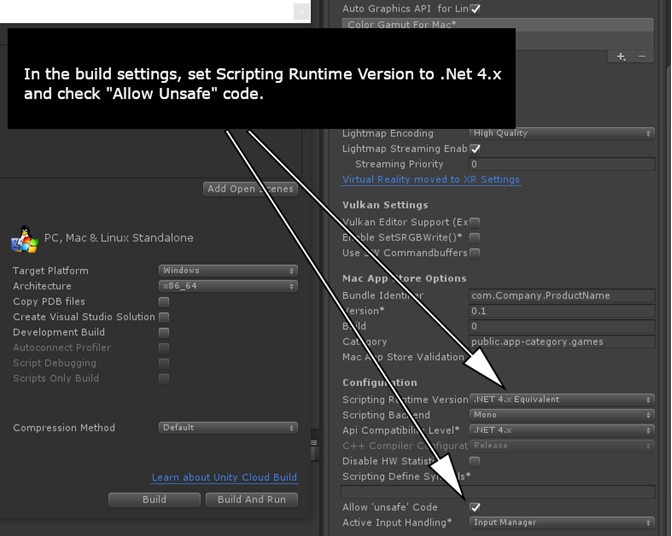 Auto Graphics API for Lin
Color Gamut For Mac*
In the build settings, set Scripting Runtime Version to .Net 4.x
and check "Allow Unsafe" code.
Lightmap Encoding High Quality
Lightmap Streaming Enab
Streaming Priority 0
Virtual Reality moved to XR Settings
Add Open Scenes
Vulkan Settings
Vulkan Editor Support (Ex
Enable SetSRGBWrite()*
Use SW Commandbuffers
PC, Mac & Linux Standalone
Target Platform Windows
Architecture x86_64
Copy PDB files
Create Visual Studio Solution
Development Build
Autoconnect Profiler
Script Debugging
Scripts Only Build
Compression Method Default
Learn about Unity Cloud Build
Build Build And Run
Mac App Store Options
Bundle Identifier com.Company.ProductName
Version* 0.1
Build 0
Category public.app-category.games
Mac App Store Validation
Configuration
Scripting Runtime Version .NET 4.x Equivalent
Scripting Backend Mono
Api Compatibility Level* .NET 4.x
C++ Compiler Configurat Release
Disable HW Statistic
Scripting Define Symbols*
Allow 'unsafe' Code
Active Input Handling* Input Manager